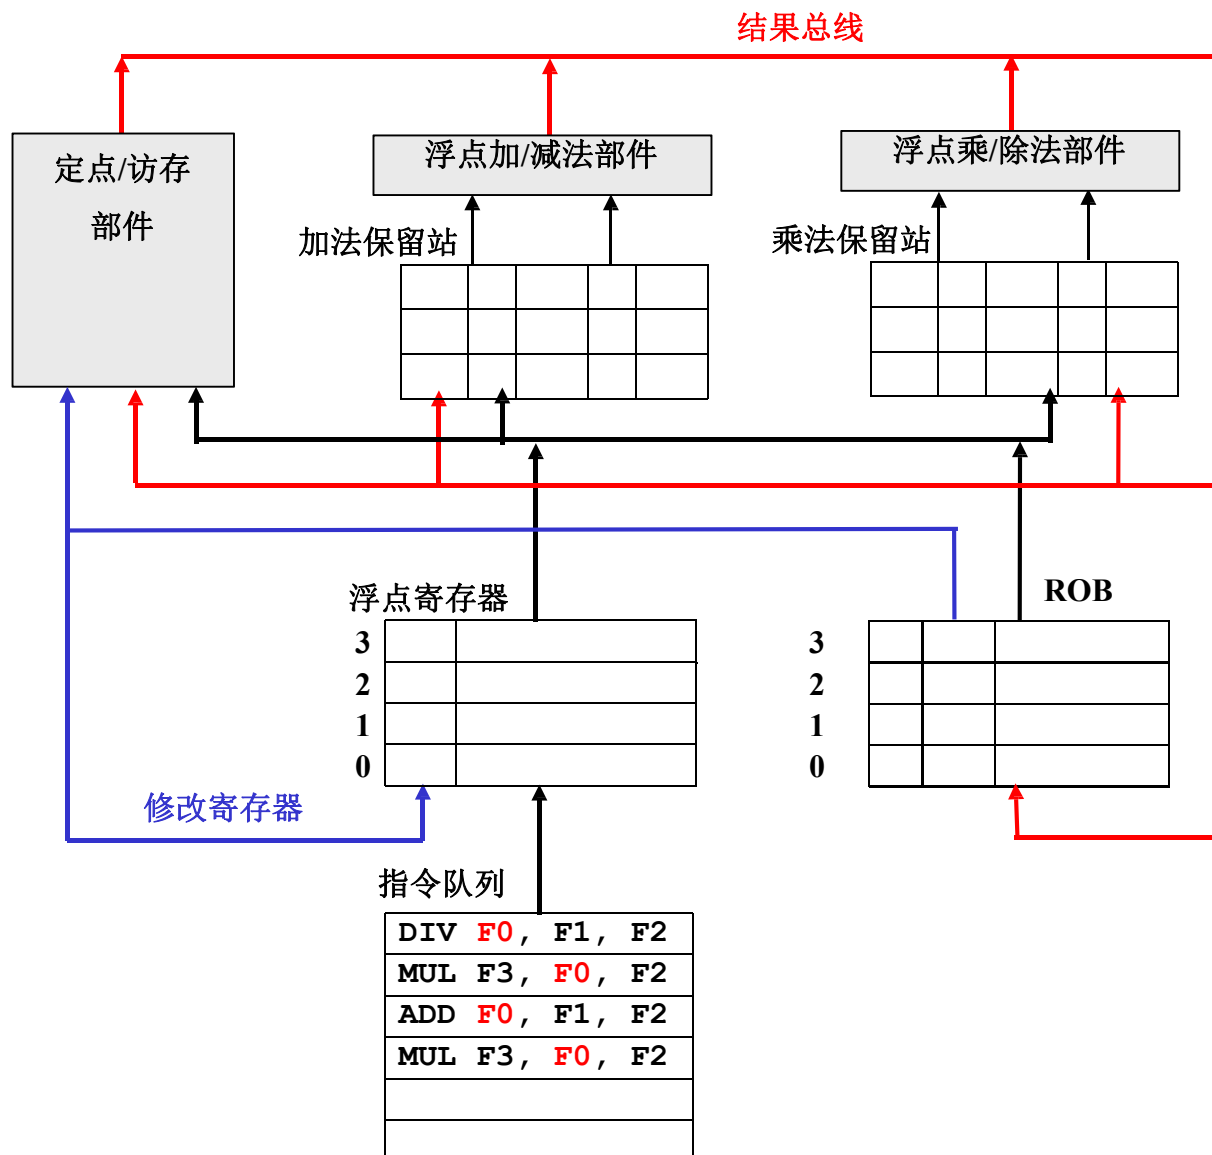 结果总线
定点/访存
部件
浮点加/减法部件
浮点乘/除法部件
加法保留站
乘法保留站
浮点寄存器
3
2
1
0
ROB
3
2
1
0
修改寄存器
指令队列
DIV F0, F1, F2
MUL F3, F0, F2
ADD F0, F1, F2
MUL F3, F0, F2